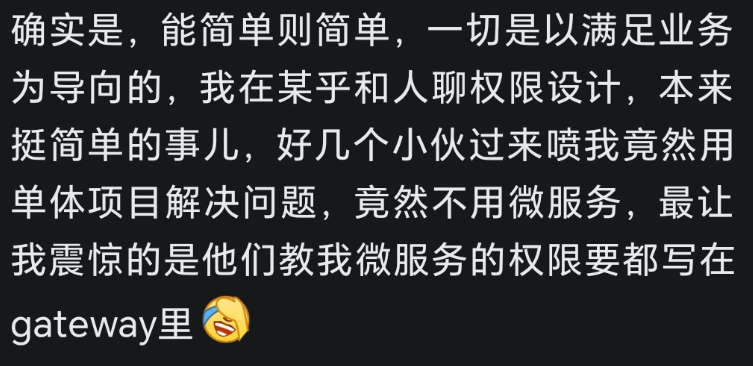 确实是，能简单则简单，一切是以满足业务
为导向的，我在某乎和人聊权限设计，本来
挺简单的事儿，好几个小伙过来喷我竟然用
单体项目解决问题，竟然不用微服务，最让
我震惊的是他们教我微服务的权限要都写在
gateway里